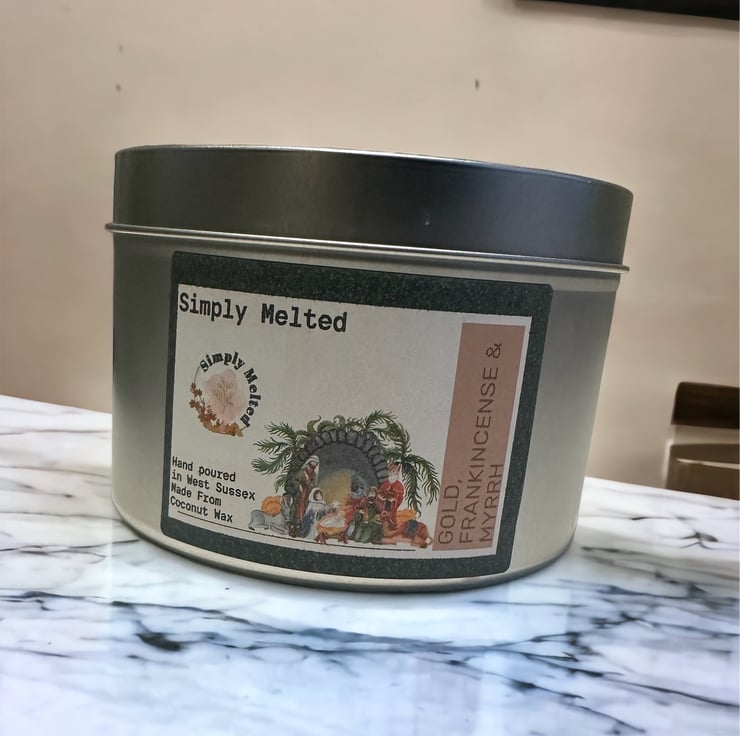 Simply Melted
Simply Melted
Hand poured
in West Sussex
Made From
Coconut Wax
GOLD,
FRANKINCENSE &
MYRRH